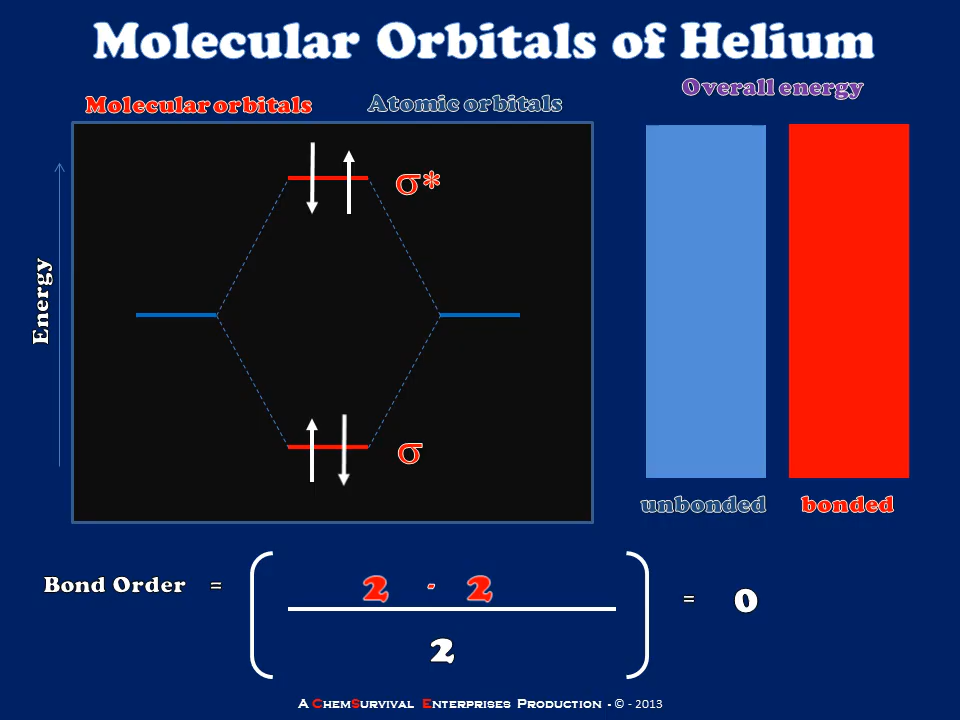 Molecular Orbitals of Helium
Overall energy
Molecular orbitals
Atomic orbitals
σ*
Energy
σ
unbonded
bonded
Bond Order = 2 - 2 = 0
2
A ChemSurvival Enterprises Production - © - 2013